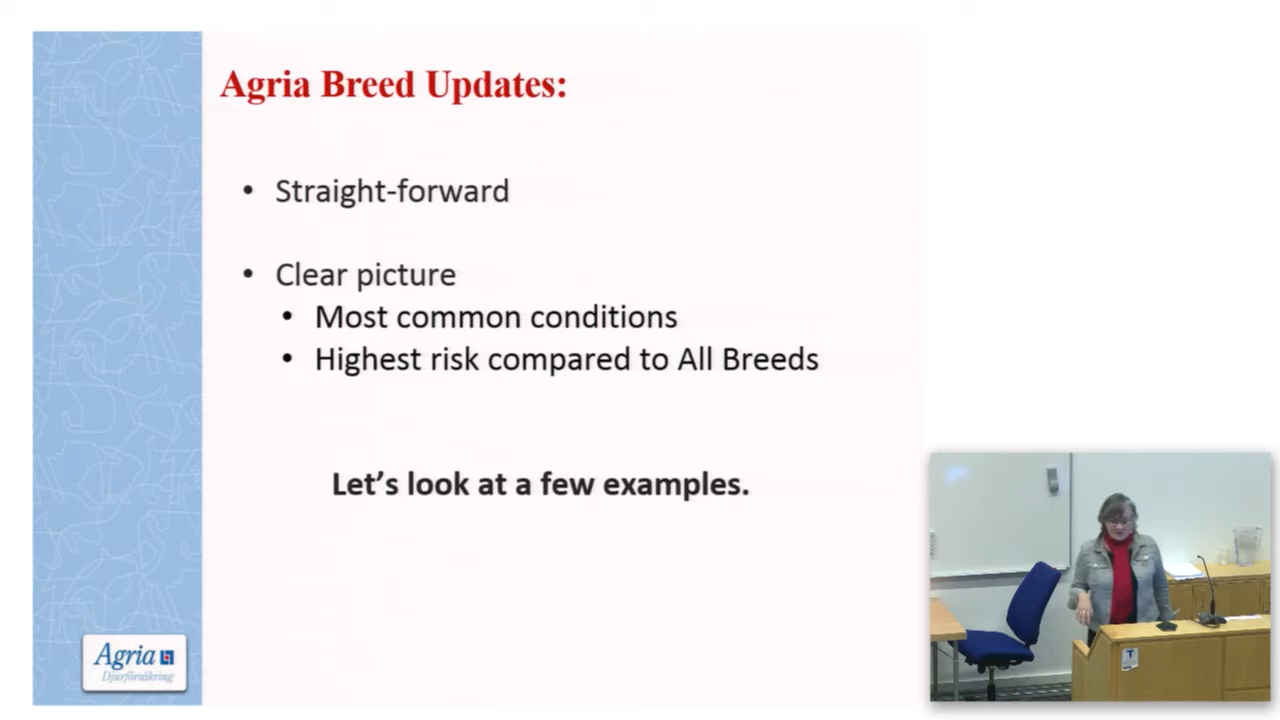 Agria Breed Updates:
• Straight-forward
• Clear picture
• Most common conditions
• Highest risk compared to All Breeds
Let's look at a few examples.
Agria
Djurförsäkring
T